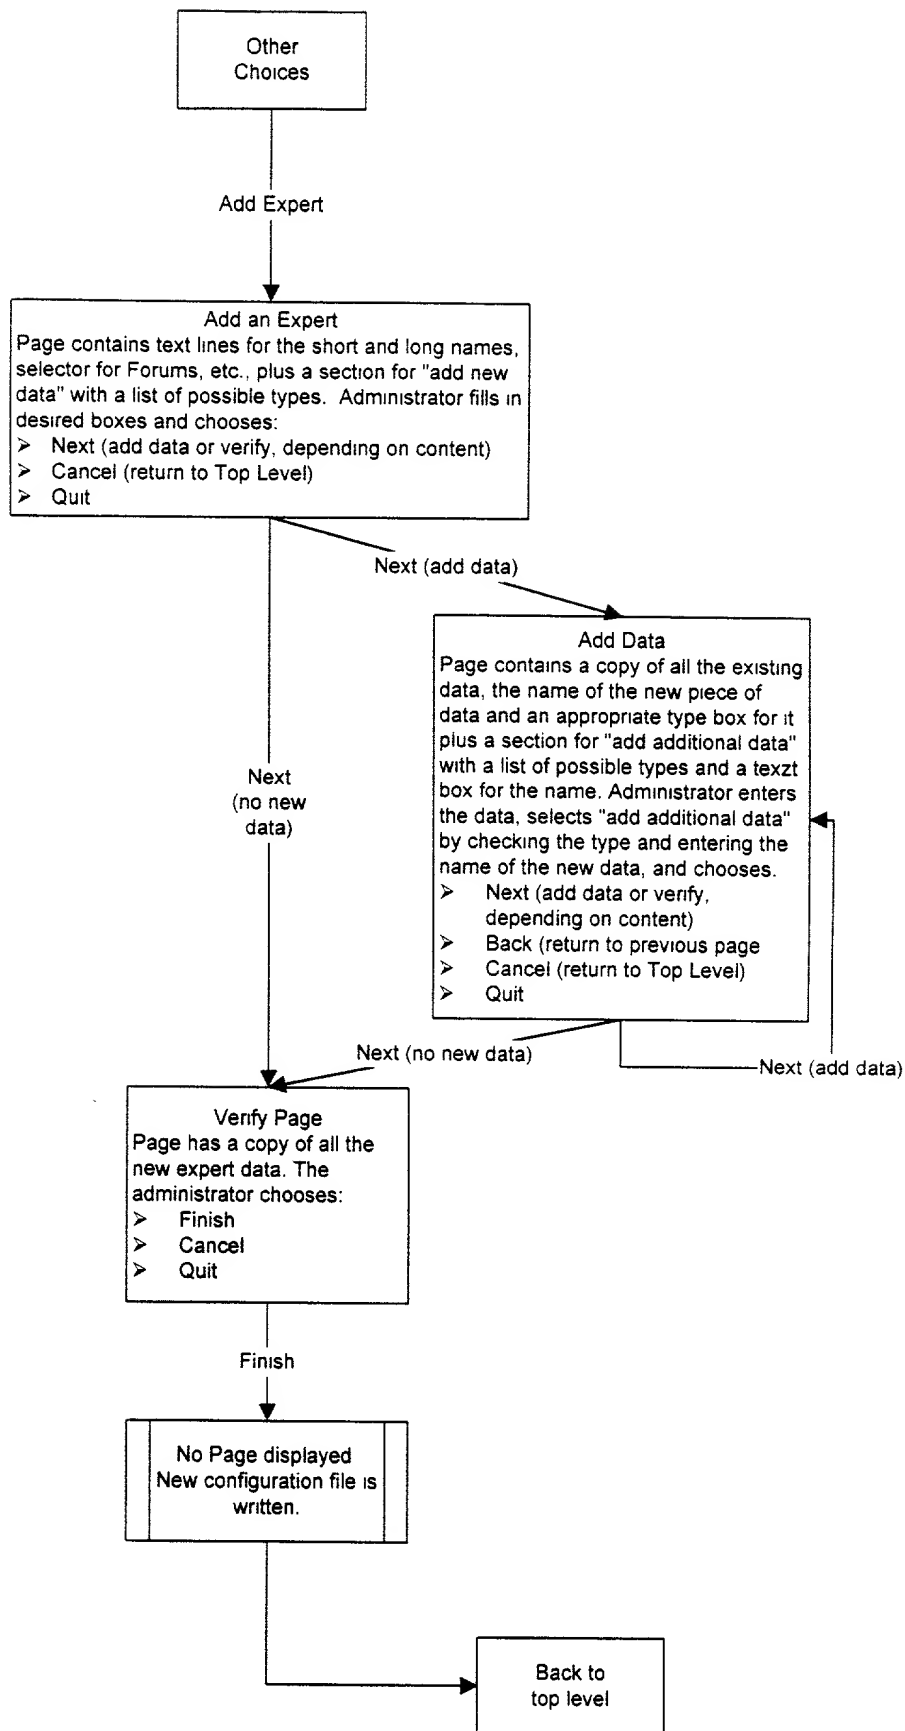 Other
Choices
Add Expert
Add an Expert
Page contains text lines for the short and long names,
selector for Forums, etc., plus a section for "add new
data" with a list of possible types. Administrator fills in
desired boxes and chooses:
➢ Next (add data or verify, depending on content)
➢ Cancel (return to Top Level)
➢ Quit
Next (add data)
Next
(no new
data)
Add Data
Page contains a copy of all the existing
data, the name of the new piece of
data and an appropriate type box for it
plus a section for "add additional data"
with a list of possible types and a texzt
box for the name. Administrator enters
the data, selects "add additional data"
by checking the type and entering the
name of the new data, and chooses.
➢ Next (add data or verify,
depending on content)
➢ Back (return to previous page
➢ Cancel (return to Top Level)
➢ Quit
Next (no new data)
Next (add data)
Verify Page
Page has a copy of all the
new expert data. The
administrator chooses:
➢ Finish
➢ Cancel
➢ Quit
Finish
No Page displayed
New configuration file is
written.
Back to
top level